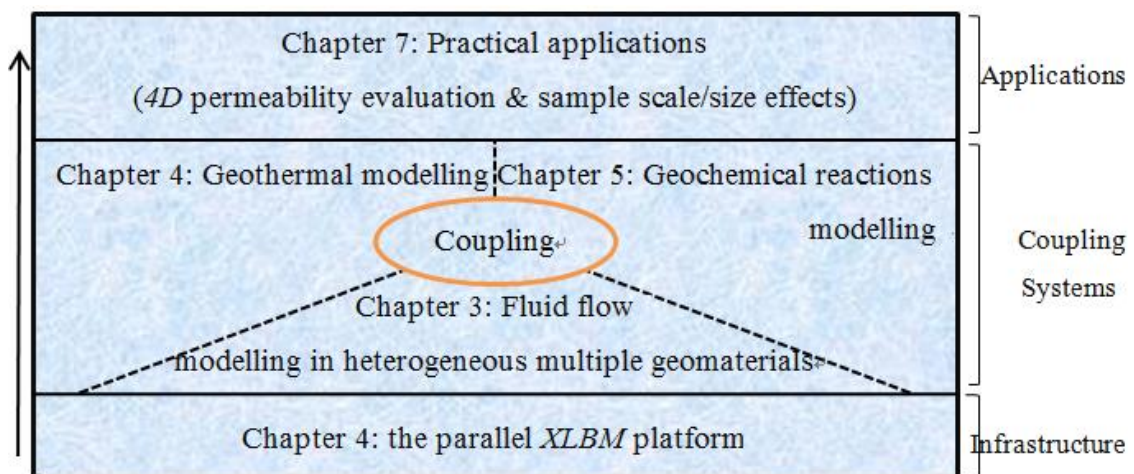 Chapter 7: Practical applications
(4D permeability evaluation & sample scale/size effects)
Applications
Chapter 4: Geothermal modelling
Chapter 5: Geochemical reactions
modelling
Coupling
Coupling
Systems
Chapter 3: Fluid flow
modelling in heterogeneous multiple geomaterials
Chapter 4: the parallel XLBM platform
Infrastructure